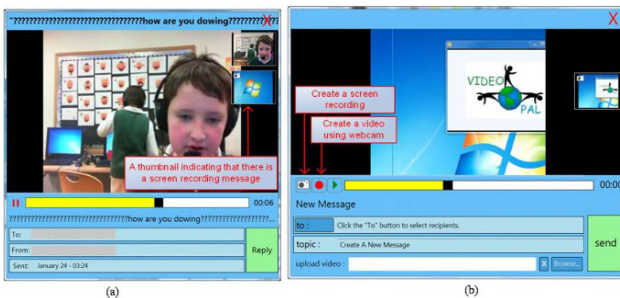 "????????????????????????????????how are you dowing???????????????
X
A thumbnail indicating that there is
a screen recording message
00:06
??????????????????????????????how are you dowing??????????????????...
To:
From:
Sent: January 24 - 03:24
Reply
(a)
X
VIDEO
PAL
Create a screen
recording
Create a video
using webcam
00:00
New Message
to : Click the "To" button to select recipients.
topic : Create A New Message
upload video : X Browse...
send
(b)